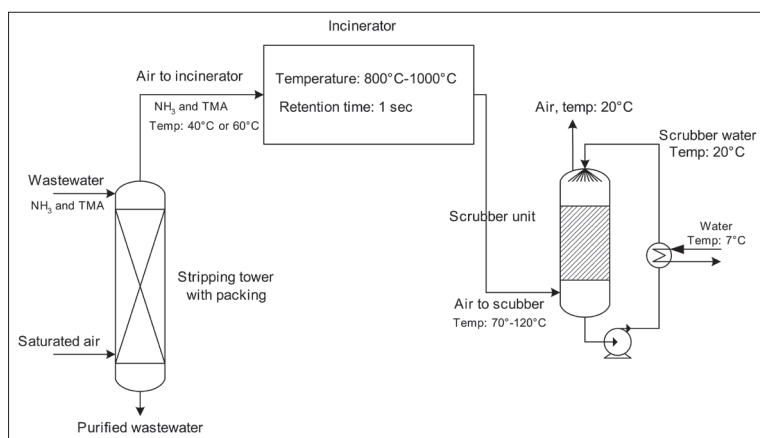 Incinerator
Air to incinerator
NH₃ and TMA
Temp: 40°C or 60°C
Temperature: 800°C-1000°C
Retention time: 1 sec
Air, temp: 20°C
Scrubber water
Temp: 20°C
Wastewater
NH₃ and TMA
Scrubber unit
Water
Temp: 7°C
Stripping tower
with packing
Air to scubber
Temp: 70°-120°C
Saturated air
Purified wastewater